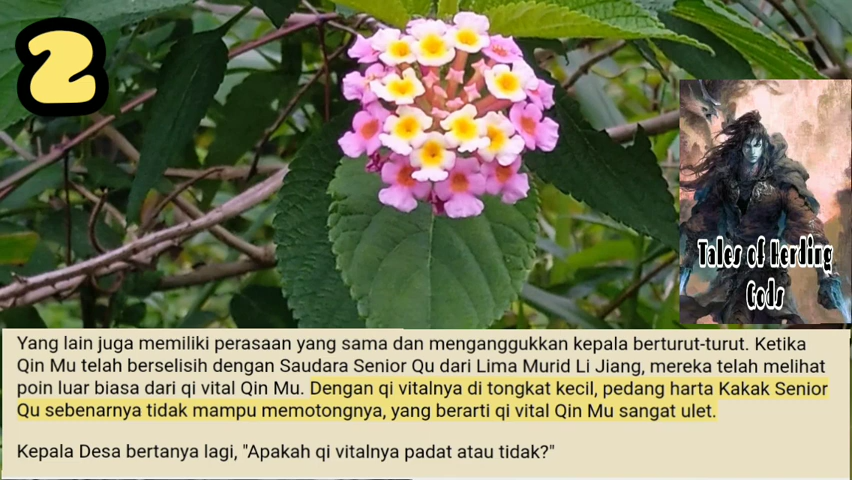 2
Tales of Herding
Gods
Yang lain juga memiliki perasaan yang sama dan menganggukkan kepala berturut-turut. Ketika
Qin Mu telah berselisih dengan Saudara Senior Qu dari Lima Murid Li Jiang, mereka telah melihat
poin luar biasa dari qi vital Qin Mu. Dengan qi vitalnya di tongkat kecil, pedang harta Kakak Senior
Qu sebenarnya tidak mampu memotongnya, yang berarti qi vital Qin Mu sangat ulet.
Kepala Desa bertanya lagi, "Apakah qi vitalnya padat atau tidak?"